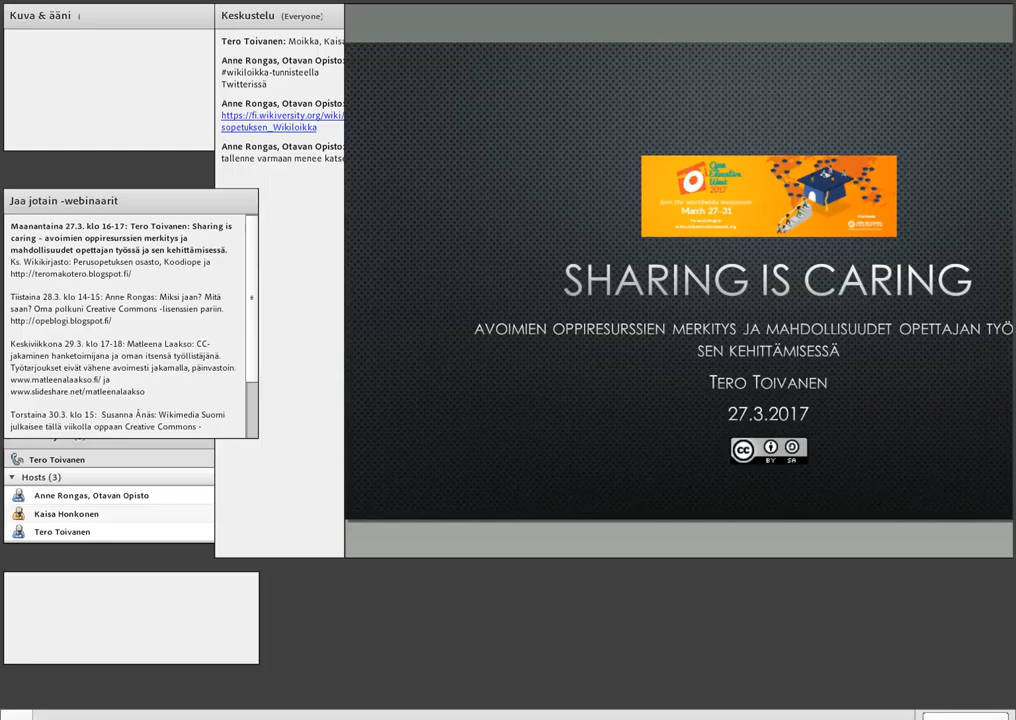 Kuva & ääni
Keskustelu (Everyone)
Tero Toivanen: Moikka, Kaisa
Anne Rongas, Otavan Opisto:
#wikiloikka-tunnisteella
Twitterissä
Anne Rongas, Otavan Opisto:
https://fi.wikiversity.org/wiki/
sopetuksen_Wikiloikka
Anne Rongas, Otavan Opisto:
tallenne varmaan menee katso
Jaa jotain -webinaarit
Maanantaina 27.3. klo 16-17: Tero Toivanen: Sharing is
caring - avoimien oppiresurssien merkitys ja
mahdollisuudet opettajan työssä ja sen kehittämisessä.
Ks. Wikikirjasto: Perusopetuksen osasto, Koodiope ja
http://teromakotero.blogspot.fi/
Tiistaina 28.3. klo 14-15: Anne Rongas: Miksi jaan? Mitä
saan? Oma polkuni Creative Commons -lisenssien pariin.
http://opeblogi.blogspot.fi/
Keskiviikkona 29.3. klo 17-18: Matleena Laakso: CC-
jakaminen hanketoimijana ja oman itsensä työllistäjänä.
Työtarjoukset eivät vähene avoimesti jakamalla, päinvastoin.
www.matleenalaakso.fi/ ja
www.slideshare.net/matleenalaakso
Torstaina 30.3. klo 15: Susanna Ånäs: Wikimedia Suomi
julkaisee tällä viikolla oppaan Creative Commons -
Tero Toivanen
Hosts (3)
Anne Rongas, Otavan Opisto
Kaisa Honkonen
Tero Toivanen
Open
Education
Week
2017
March 27-31
SHARING IS CARING
AVOIMIEN OPPIRESURSSIEN MERKITYS JA MAHDOLLISUUDET OPETTAJAN TYÖ
SEN KEHITTÄMISESSÄ
TERO TOIVANEN
27.3.2017
cc BY SA